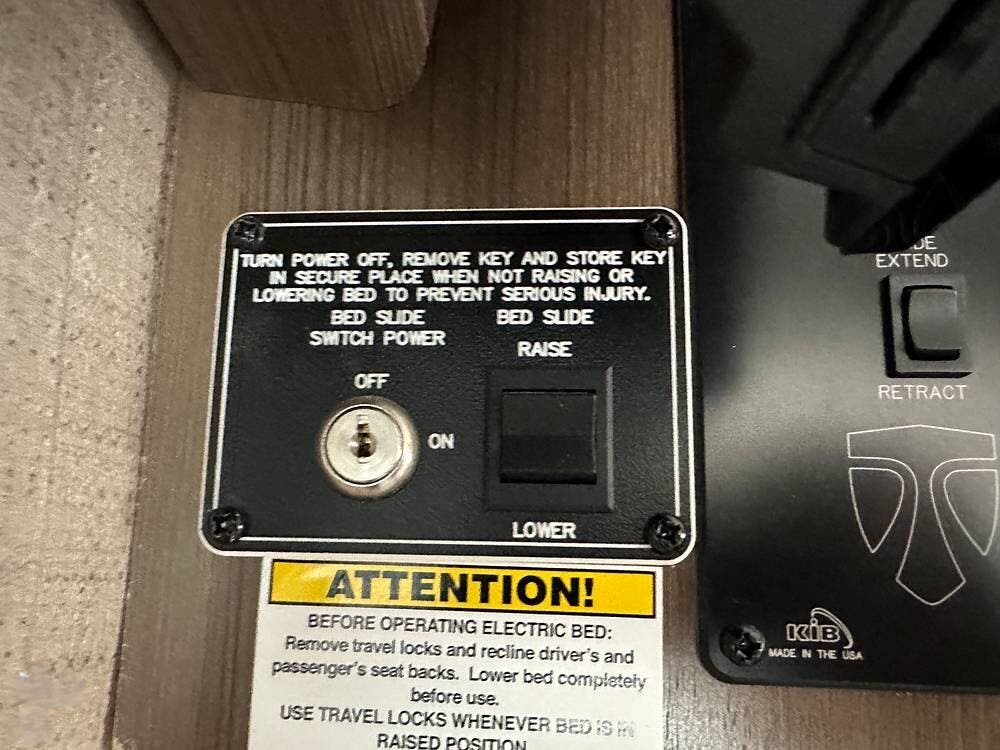 TURN POWER OFF, REMOVE KEY AND STORE KEY
IN SECURE PLACE WHEN NOT RAISING OR
LOWERING BED TO PREVENT SERIOUS INJURY.
BED SLIDE
SWITCH POWER
OFF
ON
BED SLIDE
RAISE
LOWER
ATTENTION!
BEFORE OPERATING ELECTRIC BED:
Remove travel locks and recline driver's and
passenger's seat backs. Lower bed completely
before use.
USE TRAVEL LOCKS WHENEVER BED IS IN
RAISED POSITION
EXTEND
RETRACT
KIB
MADE IN THE USA